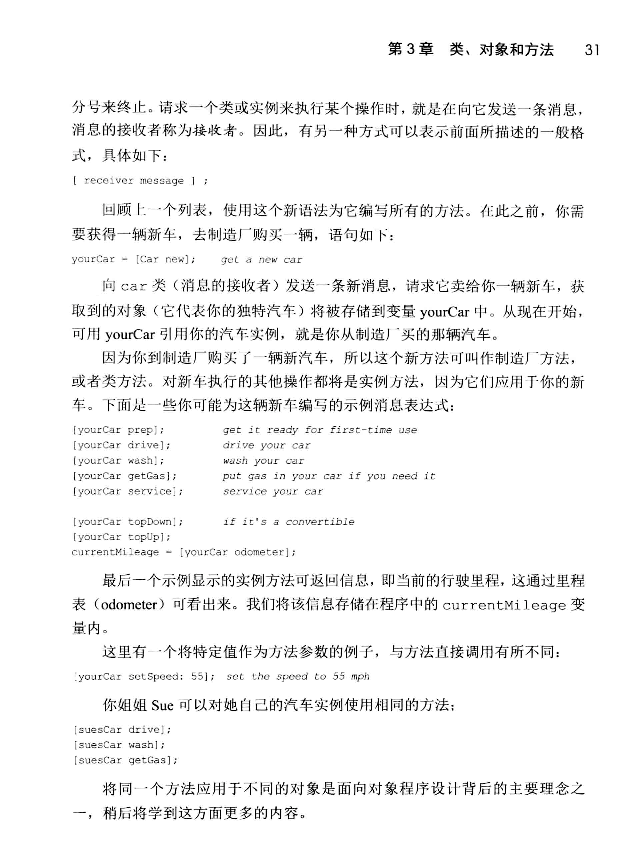 第 3 章 类、对象和方法 31
分号来终止。请求一个类或实例来执行某个操作时，就是在向它发送一条消息，
消息的接收者称为接收者。因此，有另一种方式可以表示前面所描述的一般格
式，具体如下：
[ receiver message ] ;
回顾上一个列表，使用这个新语法为它编写所有的方法。在此之前，你需
要获得一辆新车，去制造厂购买一辆，语句如下：
yourCar = [Car new]; get a new car
向 car 类（消息的接收者）发送一条新消息，请求它卖给你一辆新车，获
取到的对象（它代表你的独特汽车）将被存储到变量 yourCar 中。从现在开始，
可用 yourCar 引用你的汽车实例，就是你从制造厂买的那辆汽车。
因为你到制造厂购买了一辆新汽车，所以这个新方法可叫作制造厂方法，
或者类方法。对新车执行的其他操作都将是实例方法，因为它们应用于你的新
车。下面是一些你可能为这辆新车编写的示例消息表达式：
[yourCar prep]; get it ready for first-time use
[yourCar drive]; drive your car
[yourCar wash]; wash your car
[yourCar getGas]; put gas in your car if you need it
[yourCar service]; service your car
[yourCar topDown]; if it's a convertible
[yourCar topUp];
currentMileage = [yourCar odometer];
最后一个示例显示的实例方法可返回信息，即当前的行驶里程，这通过里程
表（odometer）可看出来。我们将该信息存储在程序中的 currentMileage 变
量内。
这里有一个将特定值作为方法参数的例子，与方法直接调用有所不同：
[yourCar setSpeed: 55]; set the speed to 55 mph
你姐姐 Sue 可以对她自己的汽车实例使用相同的方法：
[suesCar drive];
[suesCar wash];
[suesCar getGas];
将同一个方法应用于不同的对象是面向对象程序设计背后的主要理念之
一，稍后将学到这方面更多的内容。